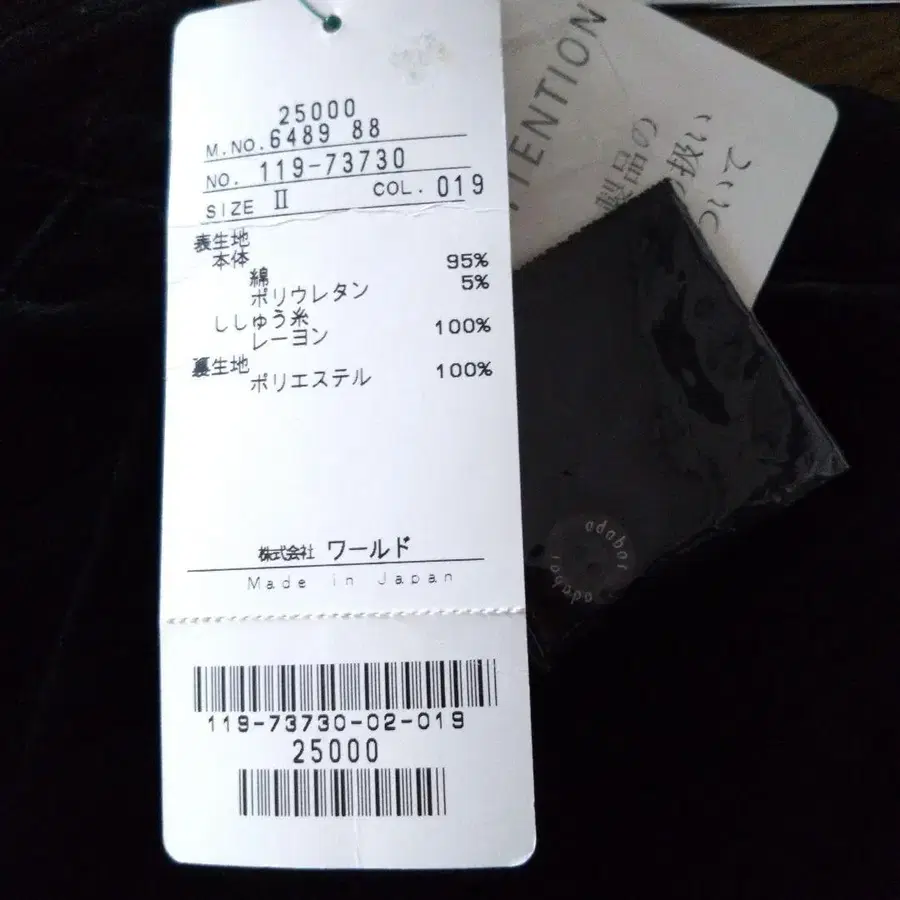 25000
M.NO.6489 88
NO. 119-73730
SIZE Ⅱ COL. 019
表生地
本体
綿 95%
ポリウレタン 5%
ししゅう糸
レーヨン 100%
裏生地
ポリエステル 100%
株式会社 ワールド
Made in Japan
119-73730-02-019
25000
TENTION
製品の
扱い
adabat
adabat